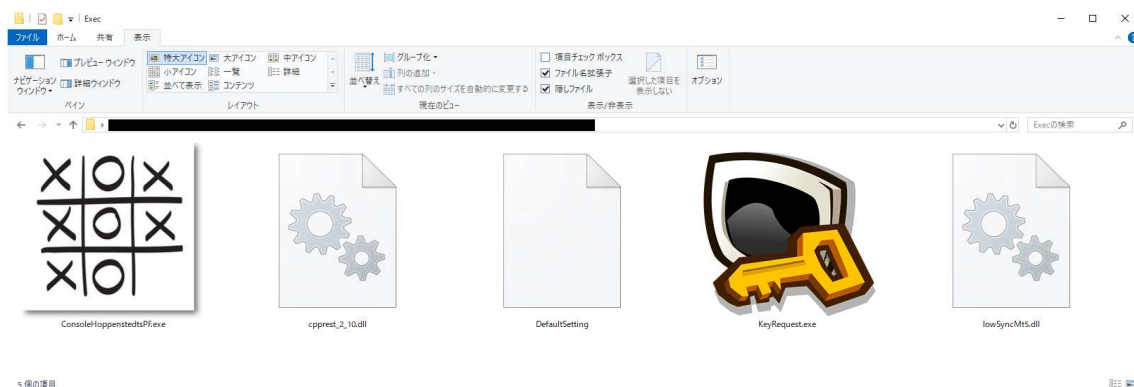 Exec
ファイル ホーム 共有 表示
プレビュー ウィンドウ
詳細ウィンドウ
ナビゲーション ウィンドウ
ペイン
特大アイコン 大アイコン 中アイコン
小アイコン 一覧 詳細
並べて表示 コンテンツ
レイアウト
並べ替え
グループ化
列の追加
すべての列のサイズを自動的に変更する
現在のビュー
項目チェック ボックス
ファイル名拡張子
隠しファイル
選択した項目を
表示しない
表示/非表示
オプション
Execの検索
ConsoleHoppenstedtsPF.exe
cpprest_2_10.dll
DefaultSetting
KeyRequest.exe
lowSyncMtS.dll
5 個の項目